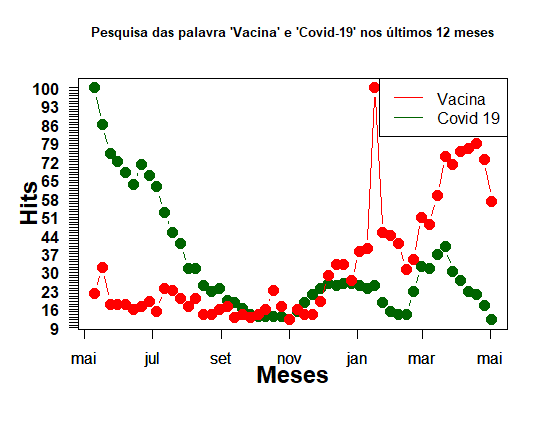 Pesquisa das palavra 'Vacina' e 'Covid-19' nos últimos 12 meses
Vacina
Covid 19
Hits
100
93
86
79
72
65
58
51
44
37
30
23
16
9
mai jul set nov jan mar mai
Meses